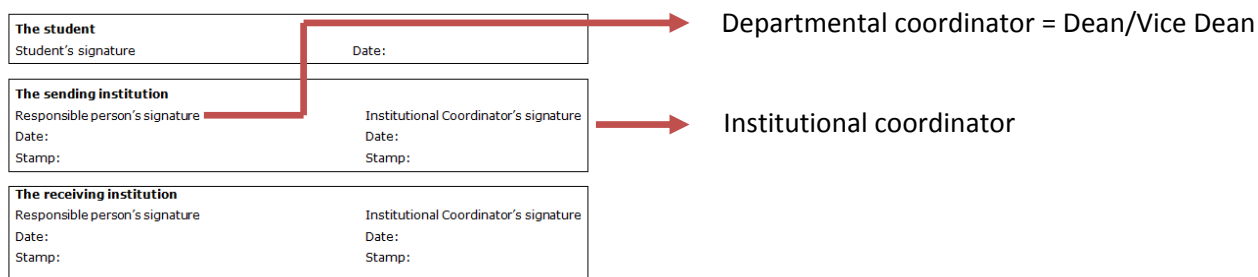 The student
Student's signature Date:
Departmental coordinator = Dean/Vice Dean
The sending institution
Responsible person's signature Institutional Coordinator's signature
Date: Date:
Stamp: Stamp:
Institutional coordinator
The receiving institution
Responsible person's signature Institutional Coordinator's signature
Date: Date:
Stamp: Stamp: